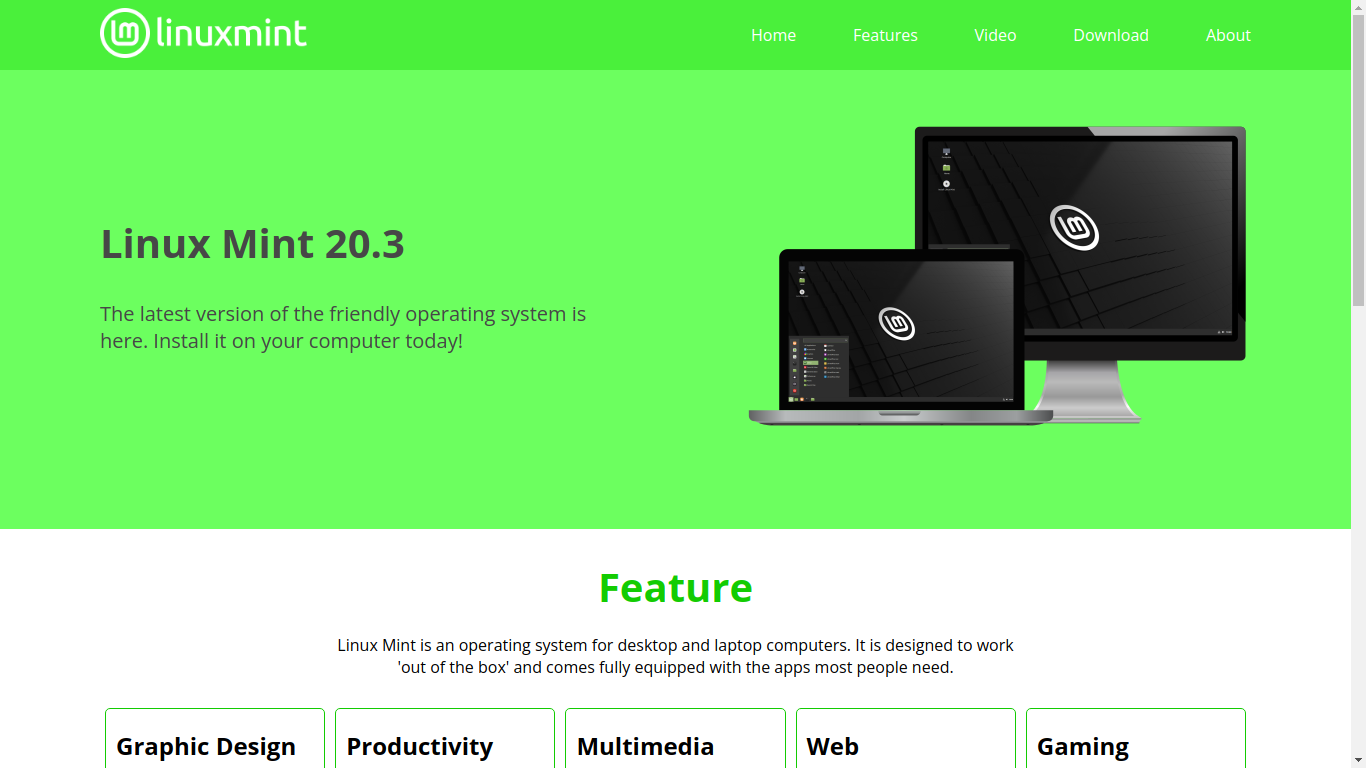 linuxmint
Home Features Video Download About
Linux Mint 20.3
The latest version of the friendly operating system is
here. Install it on your computer today!
Feature
Linux Mint is an operating system for desktop and laptop computers. It is designed to work
'out of the box' and comes fully equipped with the apps most people need.
Graphic Design Productivity Multimedia Web Gaming